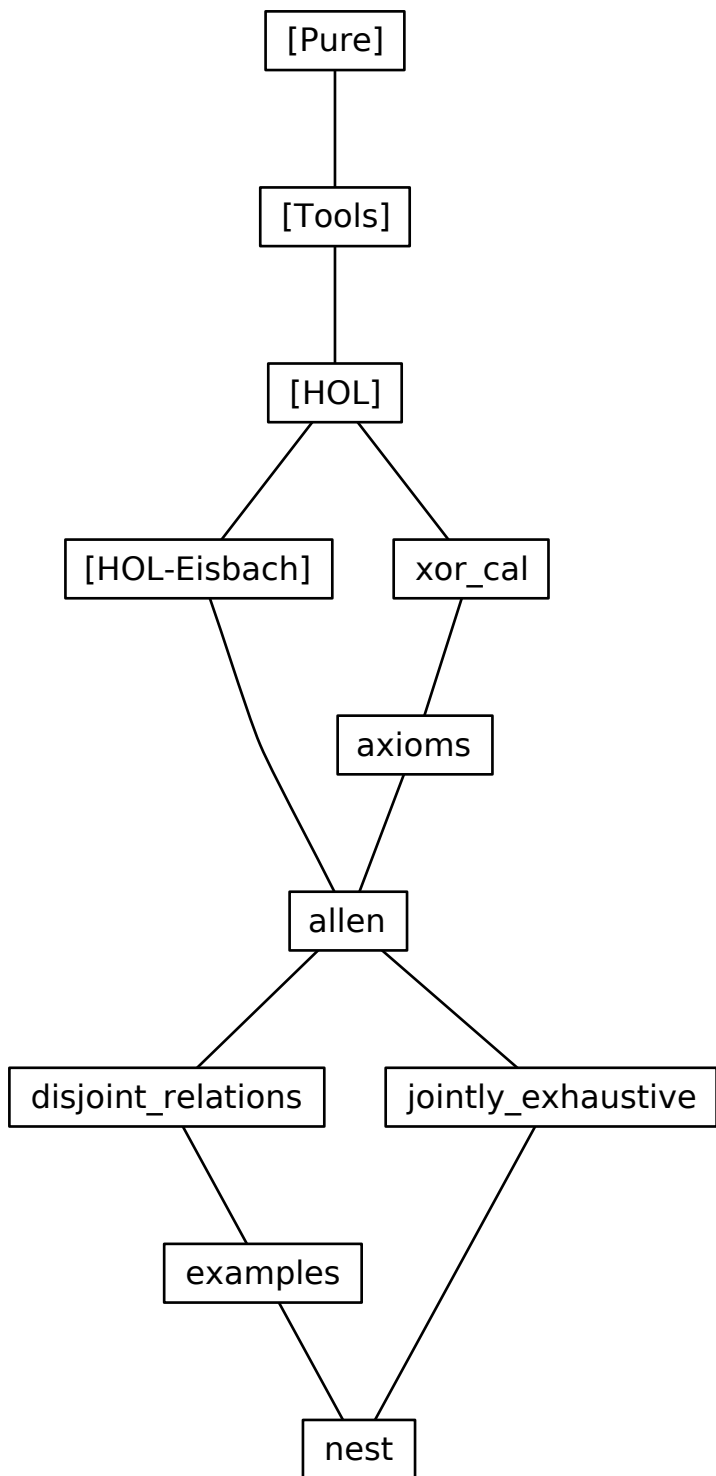 [Pure]
[Tools]
[HOL]
[HOL-Eisbach]
xor_cal
axioms
allen
disjoint_relations
jointly_exhaustive
examples
nest